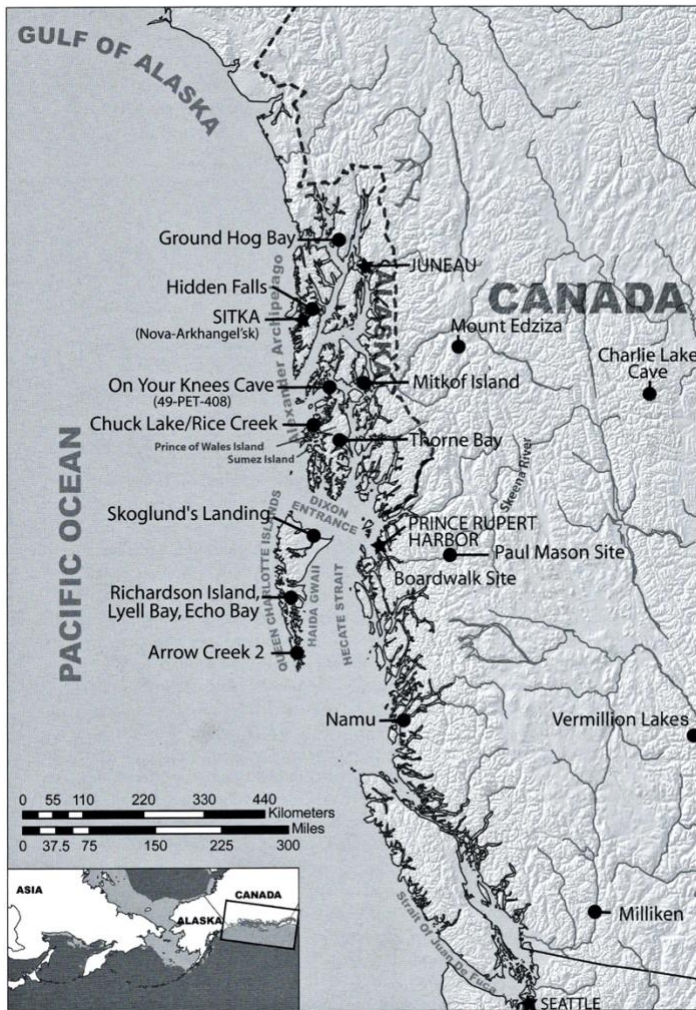 GULF OF ALASKA
Ground Hog Bay
JUNEAU
Hidden Falls
SITKA
(Nova-Arkhangel'sk)
Alexander Archipelago
ALASKA
CANADA
Mount Edziza
Charlie Lake
Cave
On Your Knees Cave
(49-PET-408)
Mitkof Island
Chuck Lake/Rice Creek
Prince of Wales Island
Sumez Island
Thorne Bay
Skeena River
PACIFIC OCEAN
DIXON
ENTRANCE
Skoglund's Landing
PRINCE RUPERT
HARBOR
Paul Mason Site
Boardwalk Site
QUEEN CHARLOTTE ISLANDS
HAIDA GWAII
HECATE STRAIT
Richardson Island,
Lyell Bay, Echo Bay
Arrow Creek 2
Namu
Vermillion Lakes
0 55 110 220 330 440
Kilometers
Miles
0 37.5 75 150 225 300
ASIA
ALASKA
CANADA
Strait Of Juan De Fuca
Milliken
SEATTLE